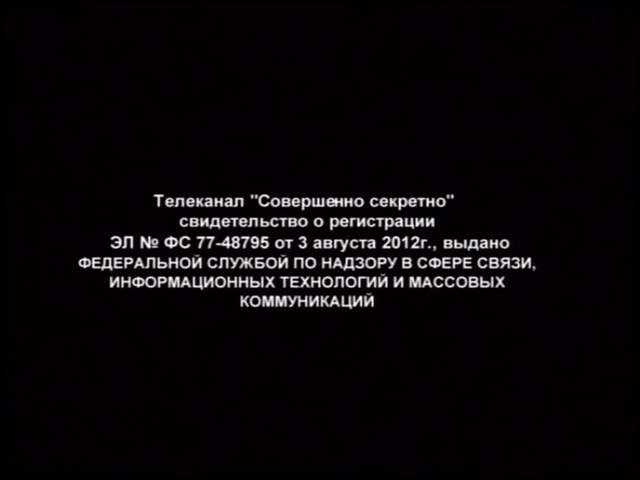 Телеканал "Совершенно секретно"
свидетельство о регистрации
ЭЛ № ФС 77-48795 от 3 августа 2012г., выдано
ФЕДЕРАЛЬНОЙ СЛУЖБОЙ ПО НАДЗОРУ В СФЕРЕ СВЯЗИ,
ИНФОРМАЦИОННЫХ ТЕХНОЛОГИЙ И МАССОВЫХ
КОММУНИКАЦИЙ